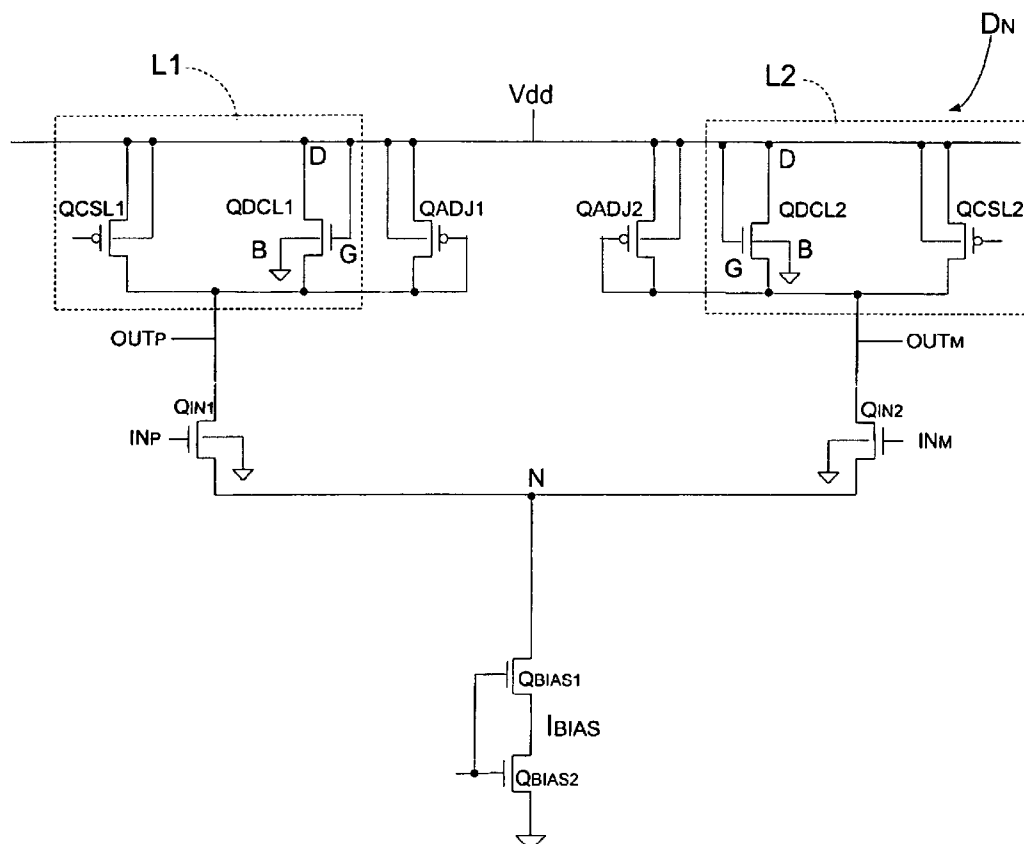 DN
L1
L2
Vdd
D
D
QCSL1
QDCL1
QADJ1
QADJ2
QDCL2
QCSL2
B
G
G
B
OUTP
OUTM
QIN1
QIN2
INP
INM
N
QBIAS1
IBIAS
QBIAS2